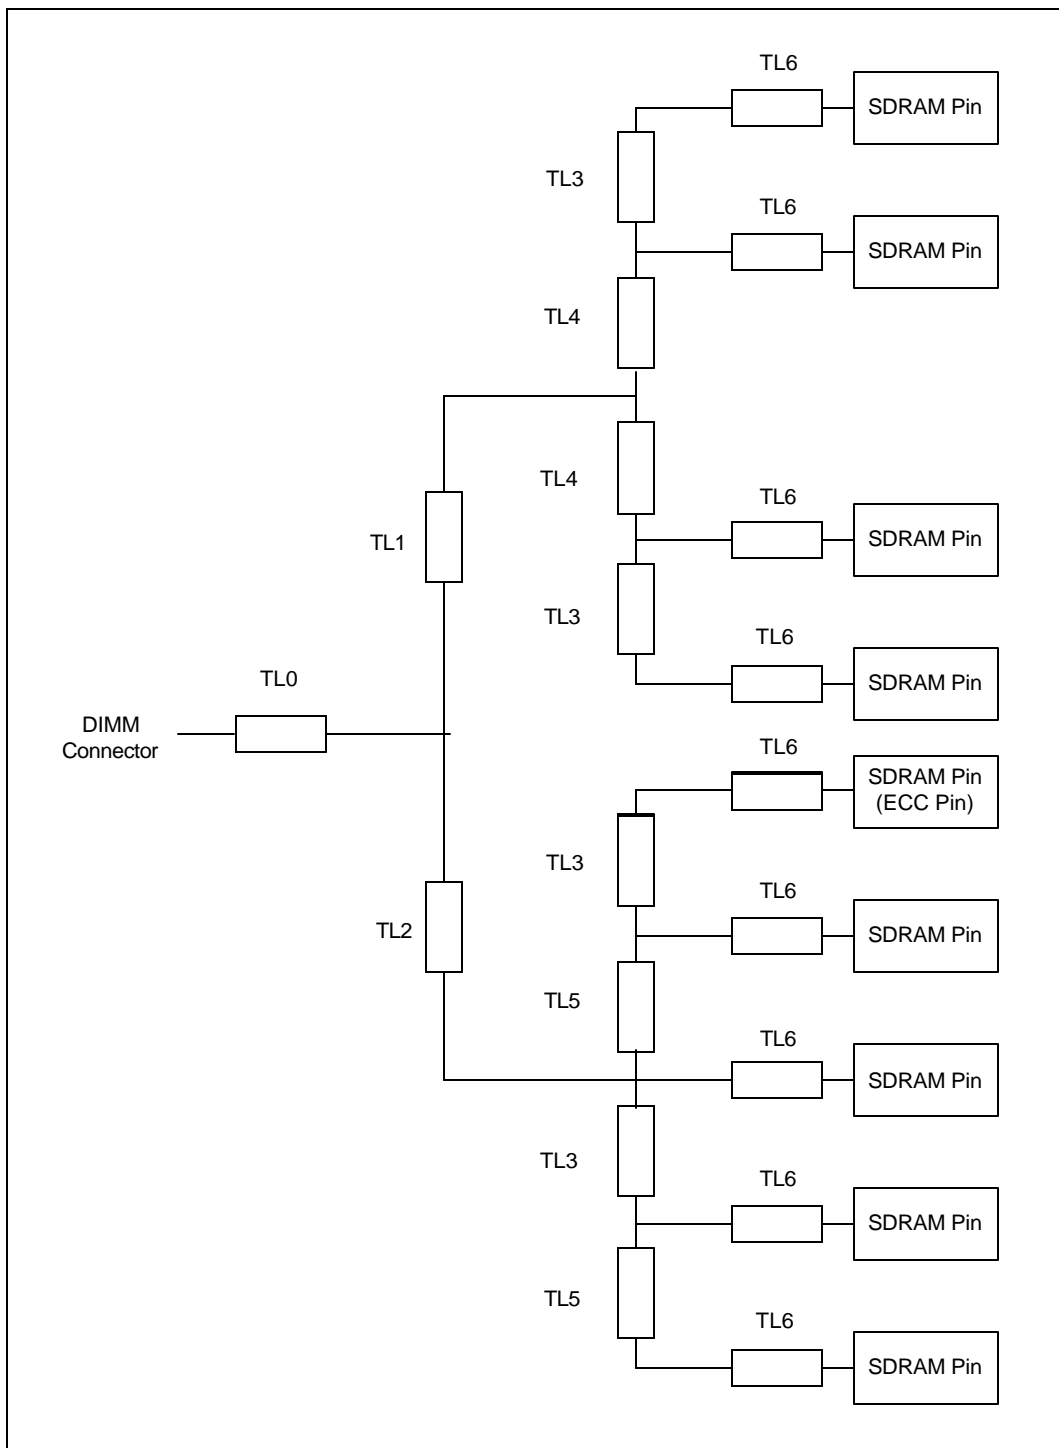 TL6
SDRAM Pin
TL3
TL6
SDRAM Pin
TL4
TL4
TL6
SDRAM Pin
TL1
TL3
TL6
SDRAM Pin
TL0
DIMM
Connector
TL6
SDRAM Pin
(ECC Pin)
TL3
TL6
SDRAM Pin
TL2
TL5
TL6
SDRAM Pin
TL3
TL6
SDRAM Pin
TL5
TL6
SDRAM Pin